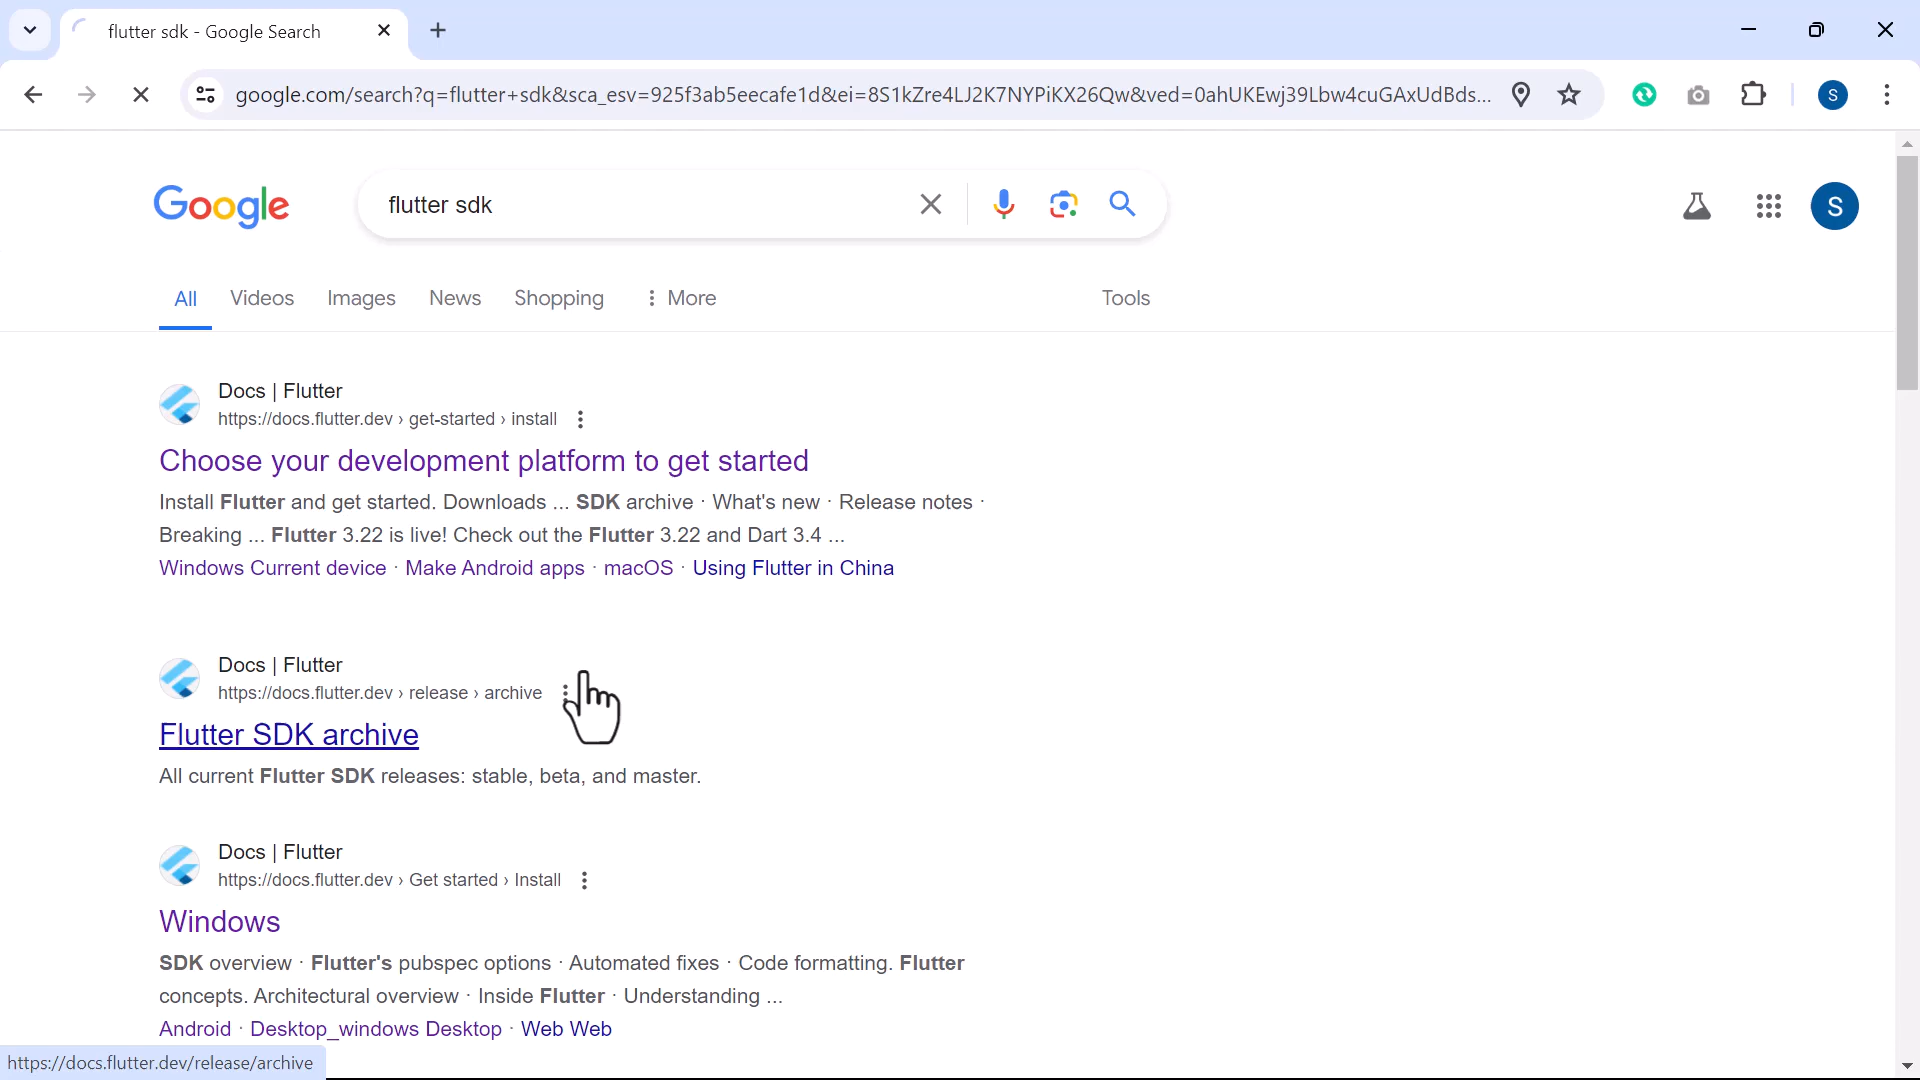 flutter sdk - Google Search
google.com/search?q=flutter+sdk&sca_esv=925f3ab5eecafe1d&ei=8S1kZre4LJ2K7NYPiKX26Qw&ved=0ahUKEwj39Lbw4cuGAxUdBds...
S
Google
flutter sdk
S
All
Videos
Images
News
Shopping
More
Tools
Docs | Flutter
https://docs.flutter.dev › get-started › install
Choose your development platform to get started
Install Flutter and get started. Downloads ... SDK archive · What's new · Release notes ·
Breaking ... Flutter 3.22 is live! Check out the Flutter 3.22 and Dart 3.4 ...
Windows Current device · Make Android apps · macOS · Using Flutter in China
Docs | Flutter
https://docs.flutter.dev › release › archive
Flutter SDK archive
All current Flutter SDK releases: stable, beta, and master.
Docs | Flutter
https://docs.flutter.dev › Get started › Install
Windows
SDK overview · Flutter's pubspec options · Automated fixes · Code formatting. Flutter
concepts. Architectural overview · Inside Flutter · Understanding ...
Android · Desktop_windows Desktop · Web Web
https://docs.flutter.dev/release/archive